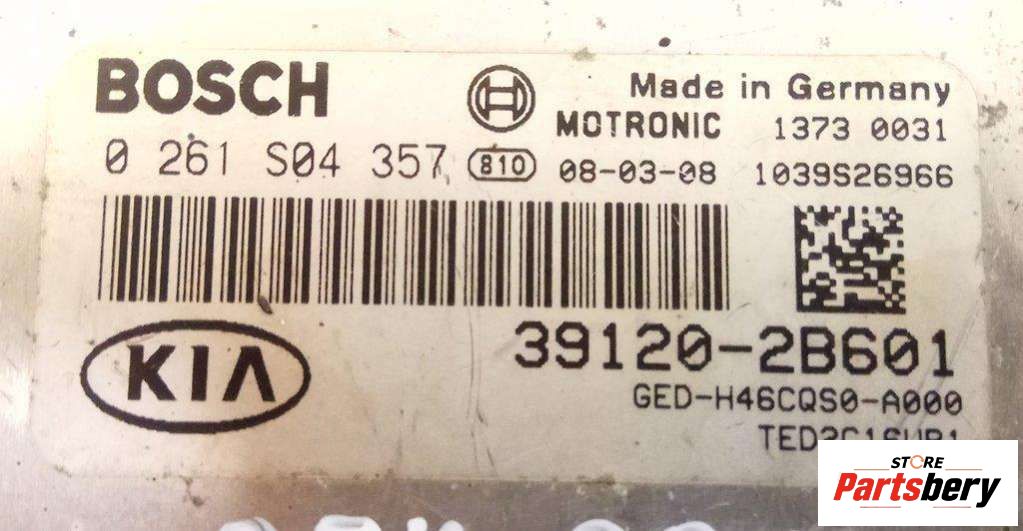 BOSCH
Made in Germany
MOTRONIC 1373 0031
0 261 S04 357 810 08-03-08 1039S26966
KIA
39120-2B601
GED-H46CQS0-A000
STORE
Partsbery